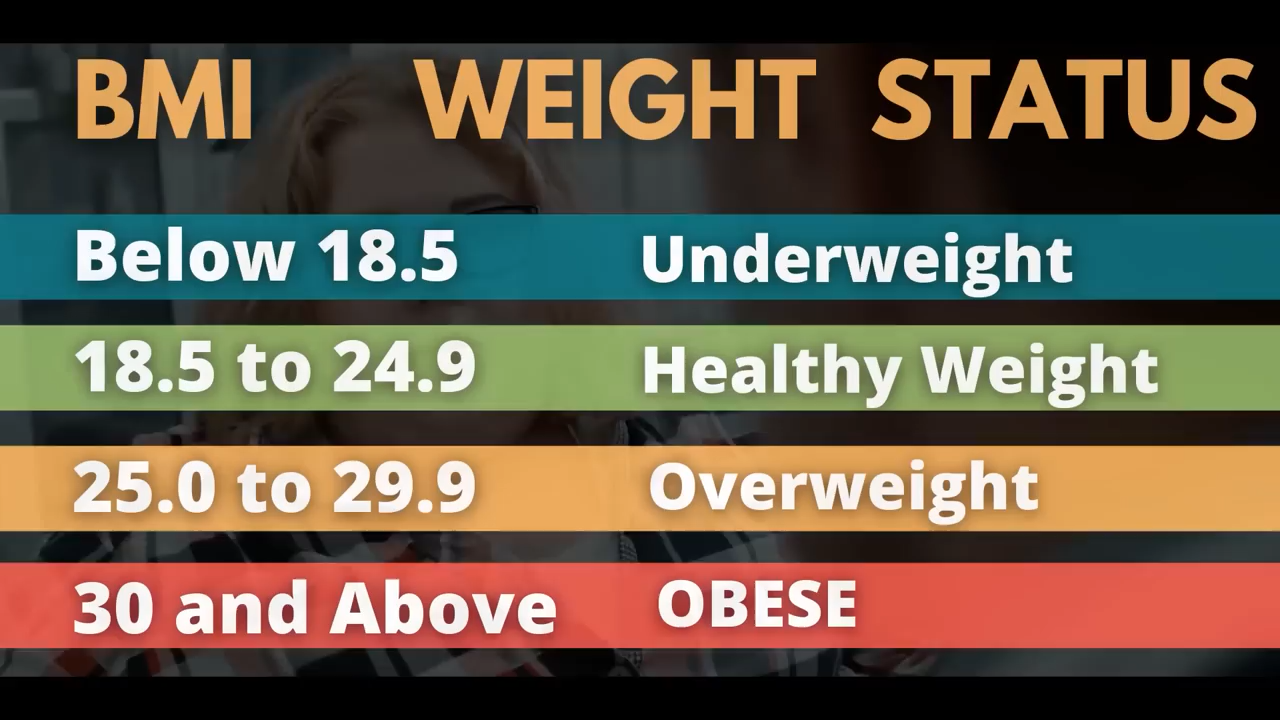 BMI WEIGHT STATUS
Below 18.5 Underweight
18.5 to 24.9 Healthy Weight
25.0 to 29.9 Overweight
30 and Above OBESE